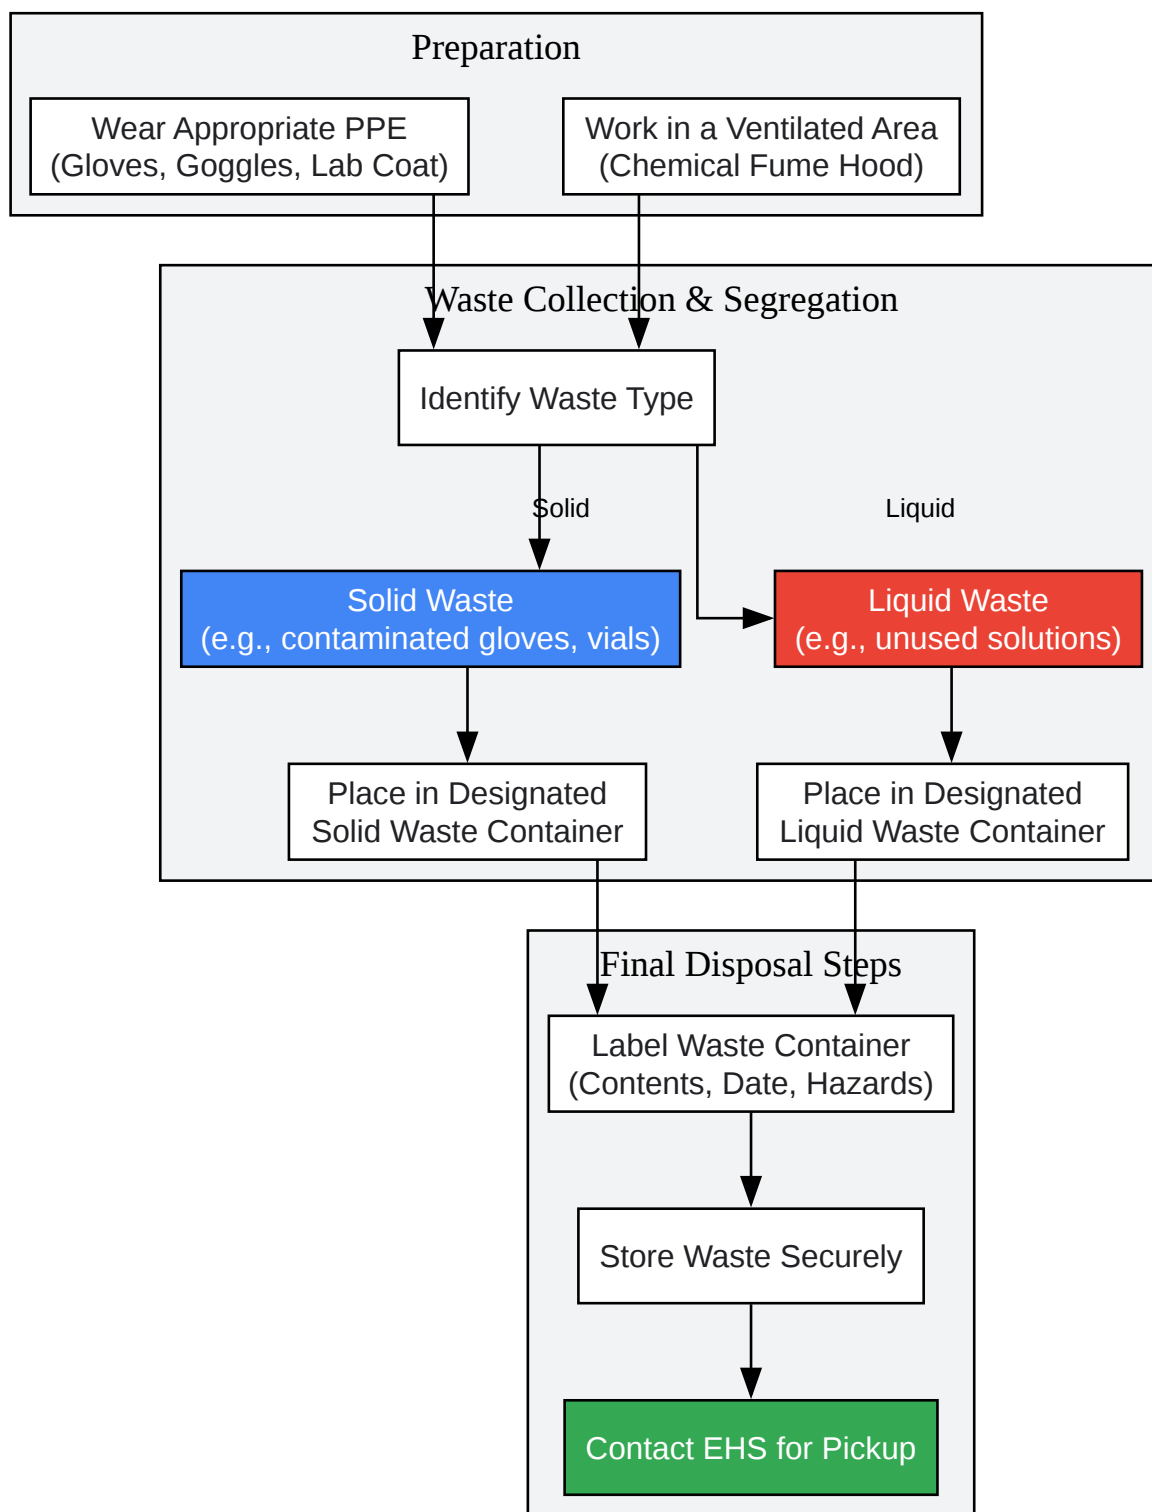 Preparation
Wear Appropriate PPE
(Gloves, Goggles, Lab Coat)
Work in a Ventilated Area
(Chemical Fume Hood)
Waste Collection & Segregation
Identify Waste Type
Solid
Liquid
Solid Waste
(e.g., contaminated gloves, vials)
Liquid Waste
(e.g., unused solutions)
Place in Designated
Solid Waste Container
Place in Designated
Liquid Waste Container
Final Disposal Steps
Label Waste Container
(Contents, Date, Hazards)
Store Waste Securely
Contact EHS for Pickup